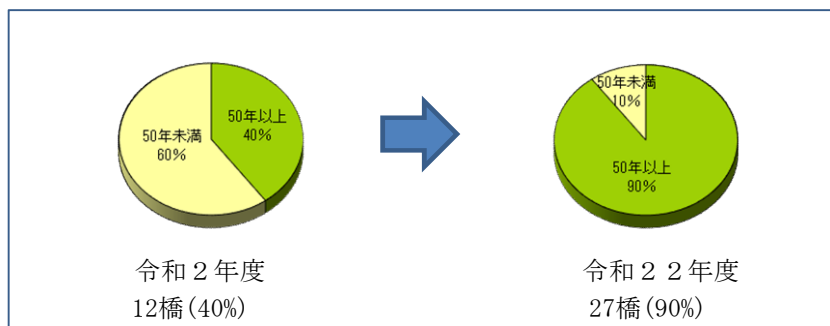 50年未満
60%
50年以上
40%
50年未満
10%
50年以上
90%
令和２年度
12橋(40%)
令和２２年度
27橋(90%)